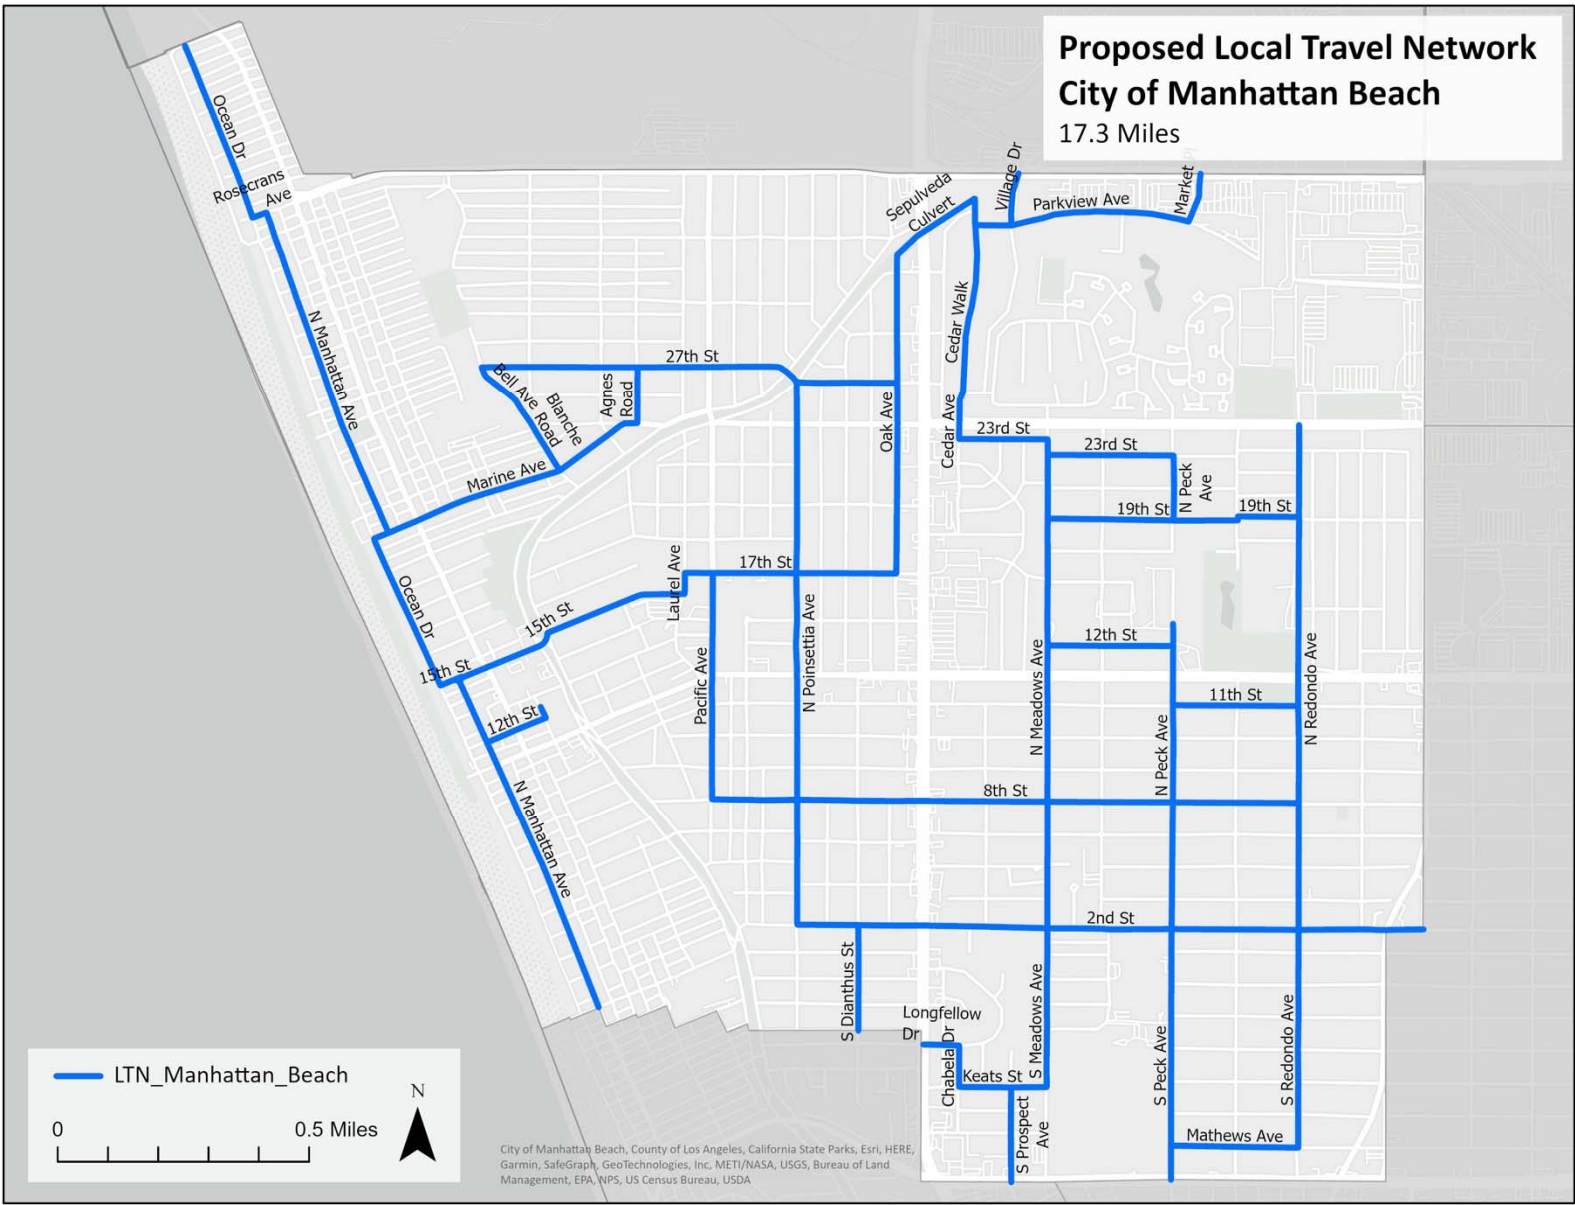 Proposed Local Travel Network
City of Manhattan Beach
17.3 Miles
Ocean Dr
Rosecrans
Ave
Sepulveda
Culvert
Village Dr
Parkview Ave
Market Pl
N Manhattan Ave
27th St
Bell Ave
Blanche
Road
Agnes
Road
Cedar Walk
Oak Ave
Cedar Ave
23rd St
23rd St
Marine Ave
N Peck
Ave
19th St
19th St
Laurel Ave
17th St
Ocean Dr
15th St
15th St
12th St
Pacific Ave
N Poinsettia Ave
N Meadows Ave
12th St
11th St
N Redondo Ave
N Peck Ave
8th St
N Manhattan Ave
2nd St
S Dianthus St
Longfellow
Dr
Chabela Dr
Keats St
S Meadows Ave
S Prospect
Ave
S Peck Ave
S Redondo Ave
Mathews Ave
LTN_Manhattan_Beach
N
0
0.5 Miles
City of Manhattan Beach, County of Los Angeles, California State Parks, Esri, HERE,
Garmin, SafeGraph, GeoTechnologies, Inc, METI/NASA, USGS, Bureau of Land
Management, EPA, NPS, US Census Bureau, USDA